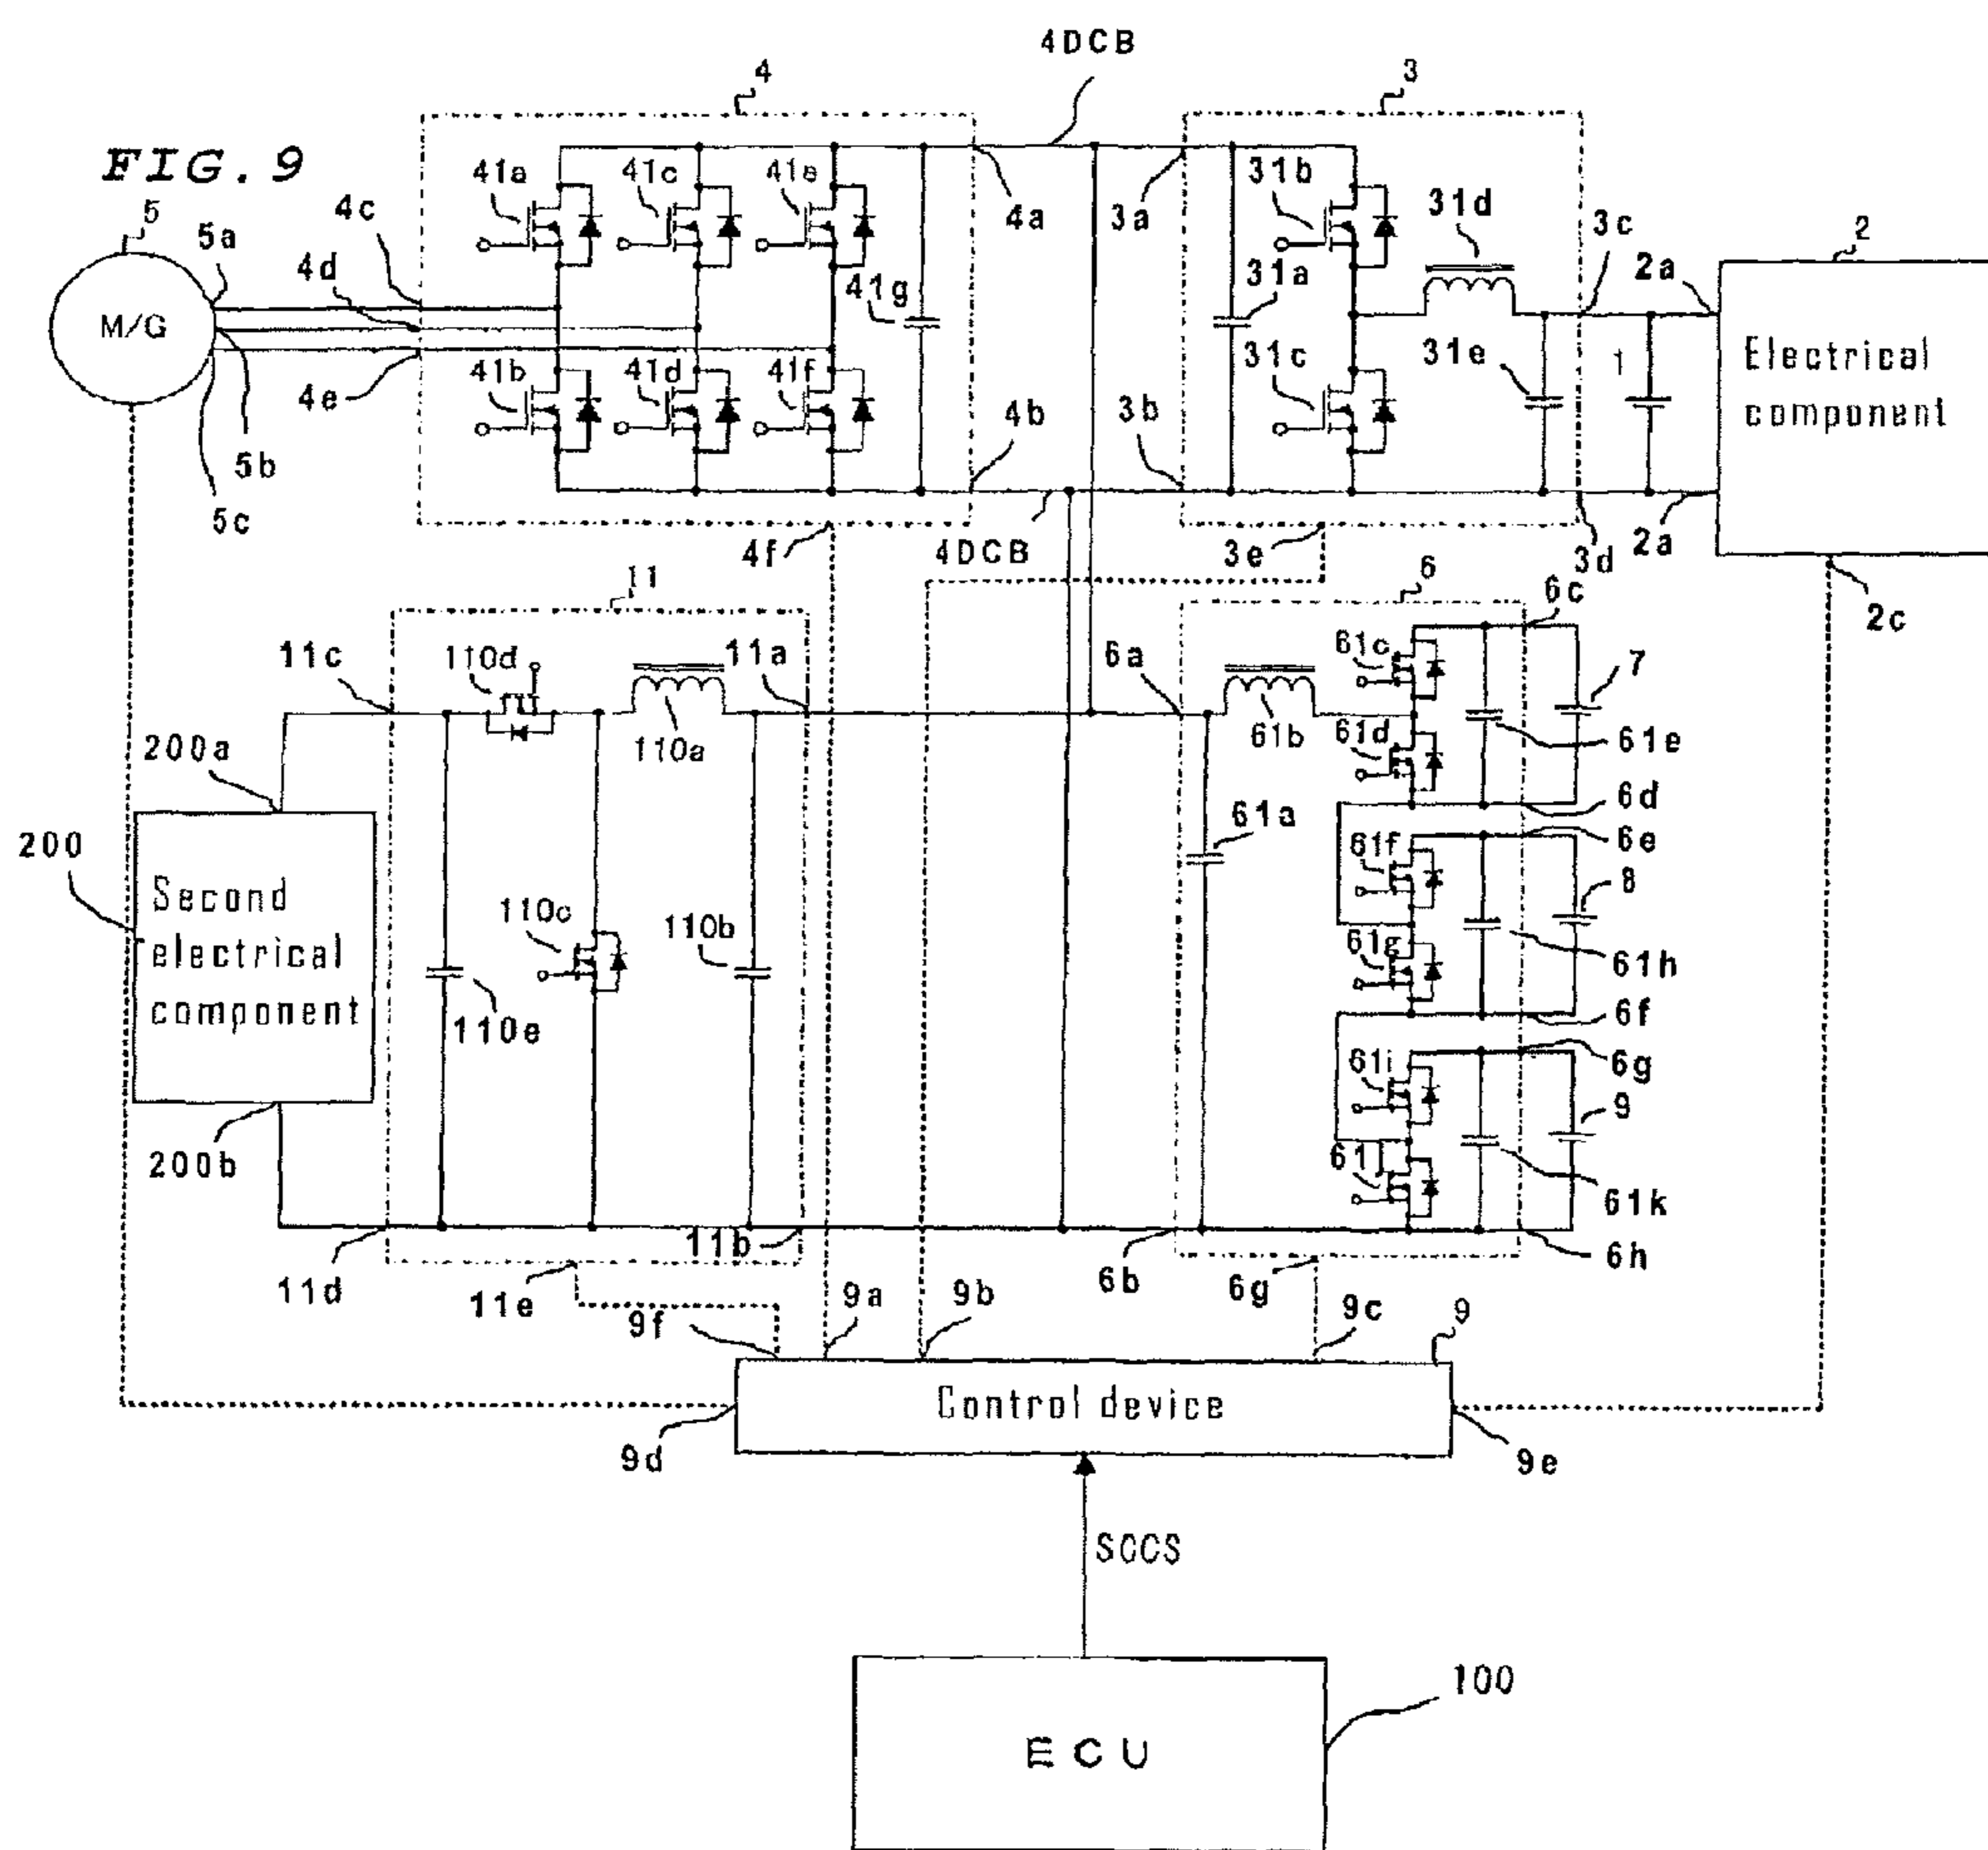 FIG. 9
4DCB
4
3
5
5a
4c
4d
41a
41c
41e
4a
3a
31b
31d
3c
2a
2
M/G
41g
31a
1
Electrical
component
4e
41b
41d
41f
31c
31e
5b
5c
4b
3b
4f
4DCB
3e
3d
2a
2c
11
6
6c
11c
110d
11a
6a
61c
7
110a
61b
61d
61e
200a
6d
61a
6e
200
61f
8
Second
electrical
component
110c
110b
61g
61h
110e
6f
6g
61i
9
200b
61j
61k
11d
11e
11b
6b
6g
6h
9f
9a
9b
9c
9
Control device
9d
9e
SCCS
100
ECU